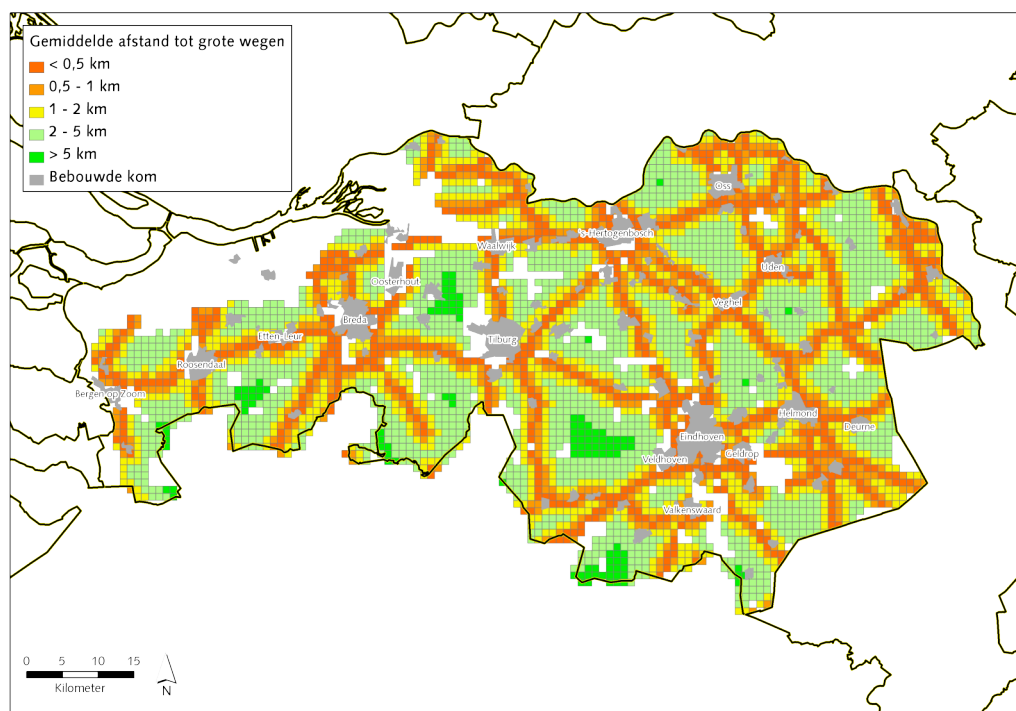 Gemiddelde afstand tot grote wegen
< 0,5 km
0,5 - 1 km
1 - 2 km
2 - 5 km
> 5 km
Bebouwde kom
Oss
's-Hertogenbosch
Waalwijk
Uden
Oosterhout
Veghel
Breda
Etten-Leur
Tilburg
Roosendaal
Bergen op Zoom
Helmond
Deurne
Eindhoven
Geldrop
Veldhoven
Valkenswaard
0 5 10 15
Kilometer
N